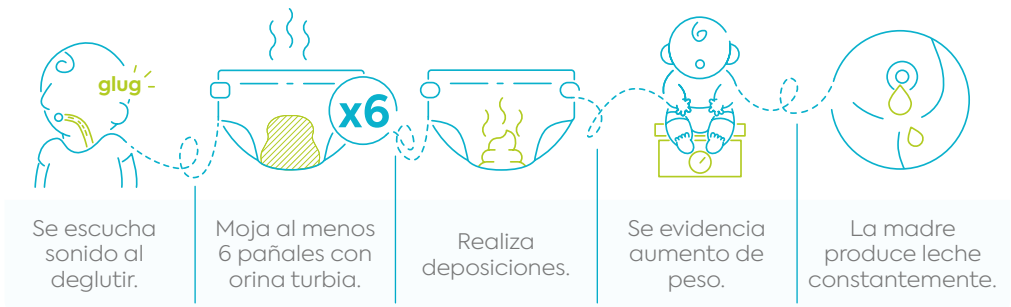 glug
x6
Se escucha
sonido al
deglutir.
Moja al menos
6 pañales con
orina turbia.
Realiza
deposiciones.
Se evidencia
aumento de
peso.
La madre
produce leche
constantemente.